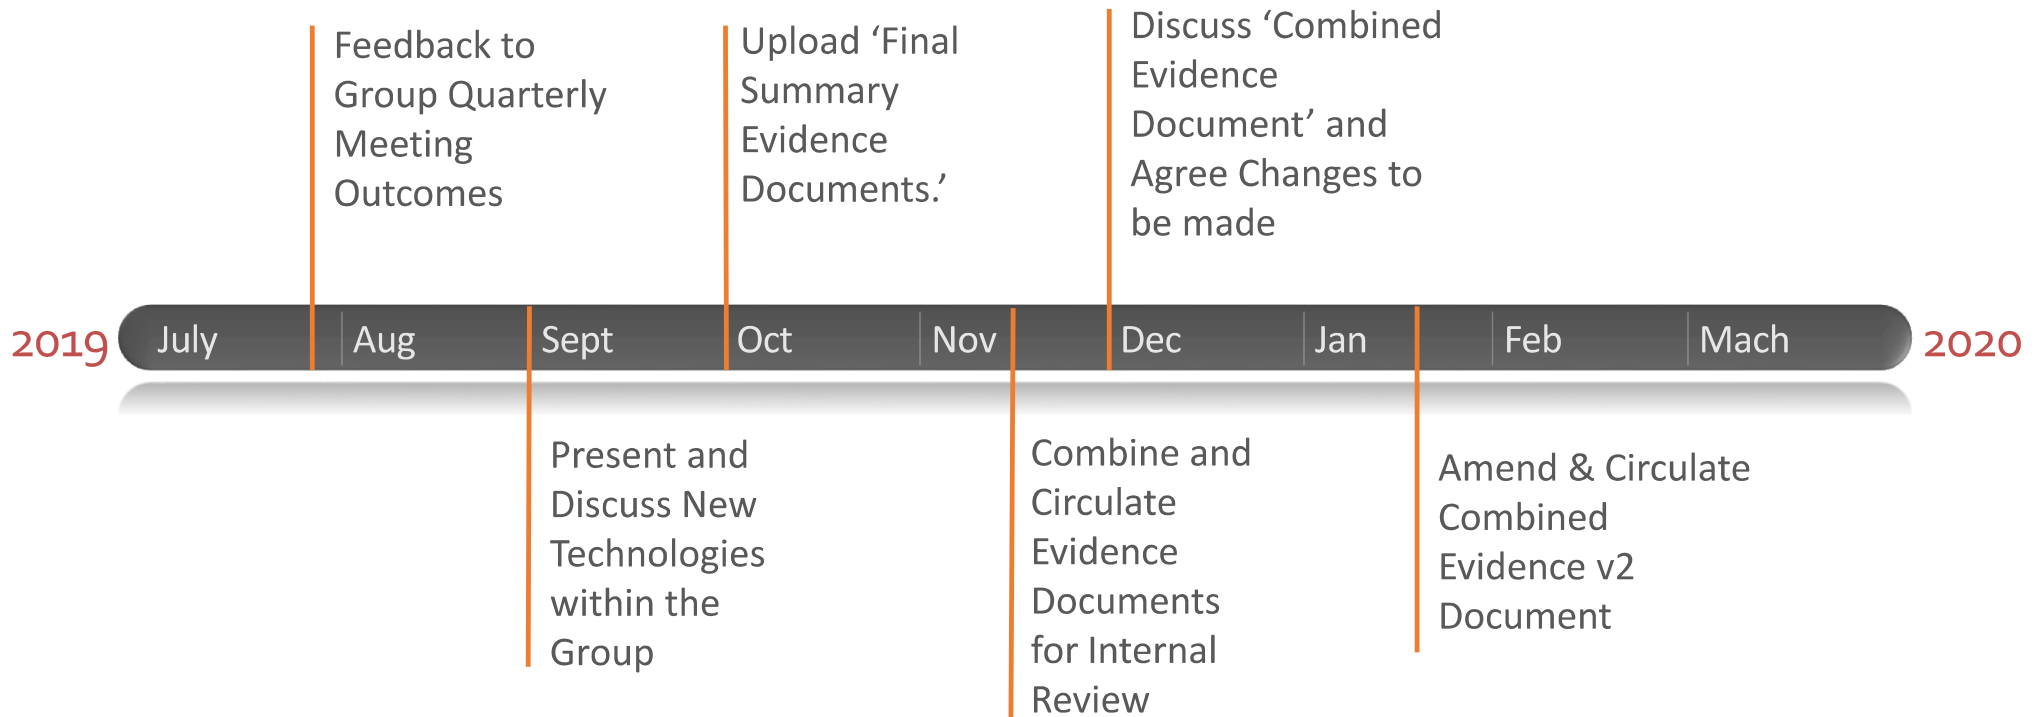 Feedback to
Group Quarterly
Meeting
Outcomes
Upload ‘Final
Summary
Evidence
Documents.’
Discuss ‘Combined
Evidence
Document’ and
Agree Changes to
be made
2019 July Aug Sept Oct Nov Dec Jan Feb Mach 2020
Present and
Discuss New
Technologies
within the
Group
Combine and
Circulate
Evidence
Documents
for Internal
Review
Amend & Circulate
Combined
Evidence v2
Document